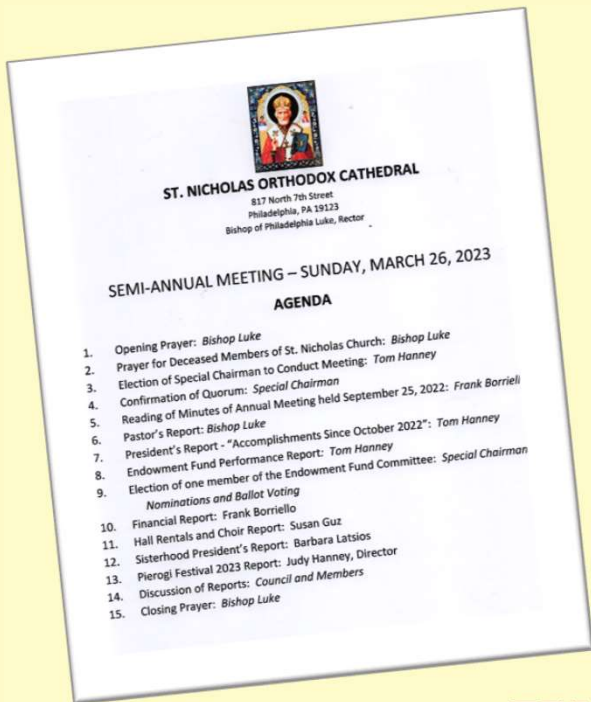 ST. NICHOLAS ORTHODOX CATHEDRAL
817 North 7th Street
Philadelphia, PA 19123
Bishop of Philadelphia Luke, Rector
SEMI-ANNUAL MEETING – SUNDAY, MARCH 26, 2023
AGENDA
1. Opening Prayer: Bishop Luke
2. Prayer for Deceased Members of St. Nicholas Church: Bishop Luke
3. Election of Special Chairman to Conduct Meeting: Tom Hanney
4. Confirmation of Quorum: Special Chairman
5. Reading of Minutes of Annual Meeting held September 25, 2022: Frank Borrieli
6. Pastor's Report: Bishop Luke
7. President's Report - "Accomplishments Since October 2022": Tom Hanney
8. Endowment Fund Performance Report: Tom Hanney
9. Election of one member of the Endowment Fund Committee: Special Chairman
Nominations and Ballot Voting
10. Financial Report: Frank Borriello
11. Hall Rentals and Choir Report: Susan Guz
12. Sisterhood President's Report: Barbara Latsios
13. Pierogi Festival 2023 Report: Judy Hanney, Director
14. Discussion of Reports: Council and Members
15. Closing Prayer: Bishop Luke